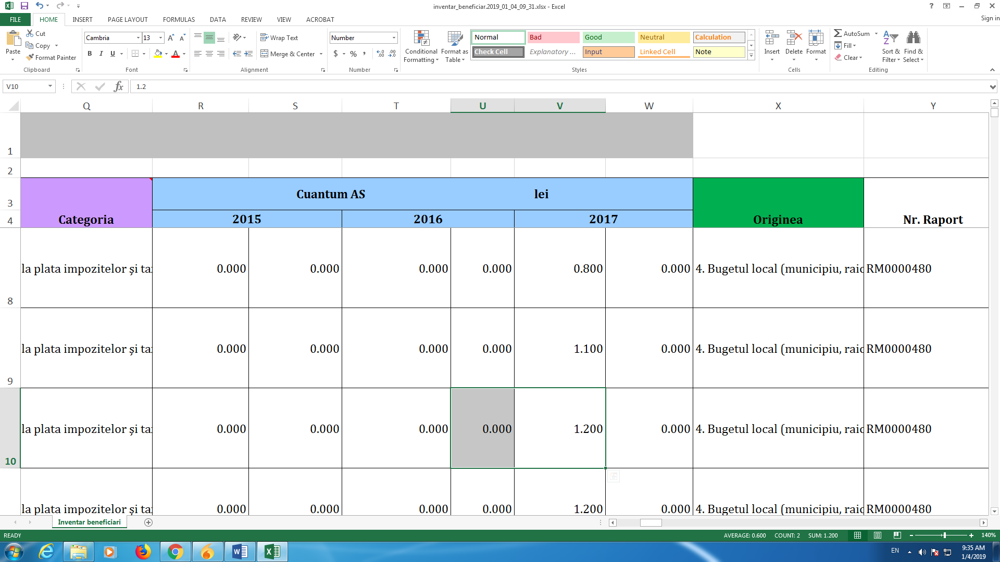 inventar_beneficiar.2019_01_04_09_31.xlsx - Excel
FILE HOME INSERT PAGE LAYOUT FORMULAS DATA REVIEW VIEW ACROBAT Sign in
Paste Cut Copy Format Painter Clipboard
Cambria 13 B I U Font
Wrap Text Merge & Center Alignment
Number $ % , Number
Conditional Formatting Format as Table
Normal Bad Good Neutral Calculation
Check Cell Explanatory ... Input Linked Cell Note
Styles
Insert Delete Format Cells
AutoSum Fill Clear Sort & Filter Find & Select Editing
V10 fx 1.2
Q R S T U V W X Y
1
2
3 Cuantum AS lei
4 Categoria 2015 2016 2017 Originea Nr. Raport
8 la plata impozitelor și ta 0.000 0.000 0.000 0.000 0.800 0.000 4. Bugetul local (municipiu, raio RM0000480
9 la plata impozitelor și ta 0.000 0.000 0.000 0.000 1.100 0.000 4. Bugetul local (municipiu, raio RM0000480
10 la plata impozitelor și ta 0.000 0.000 0.000 0.000 1.200 0.000 4. Bugetul local (municipiu, raio RM0000480
la plata impozitelor și ta 0.000 0.000 0.000 0.000 1.200 0.000 4. Bugetul local (municipiu, raio RM0000480
Inventar beneficiari
READY AVERAGE: 0.600 COUNT: 2 SUM: 1.200 140%
EN 9:35 AM
1/4/2019